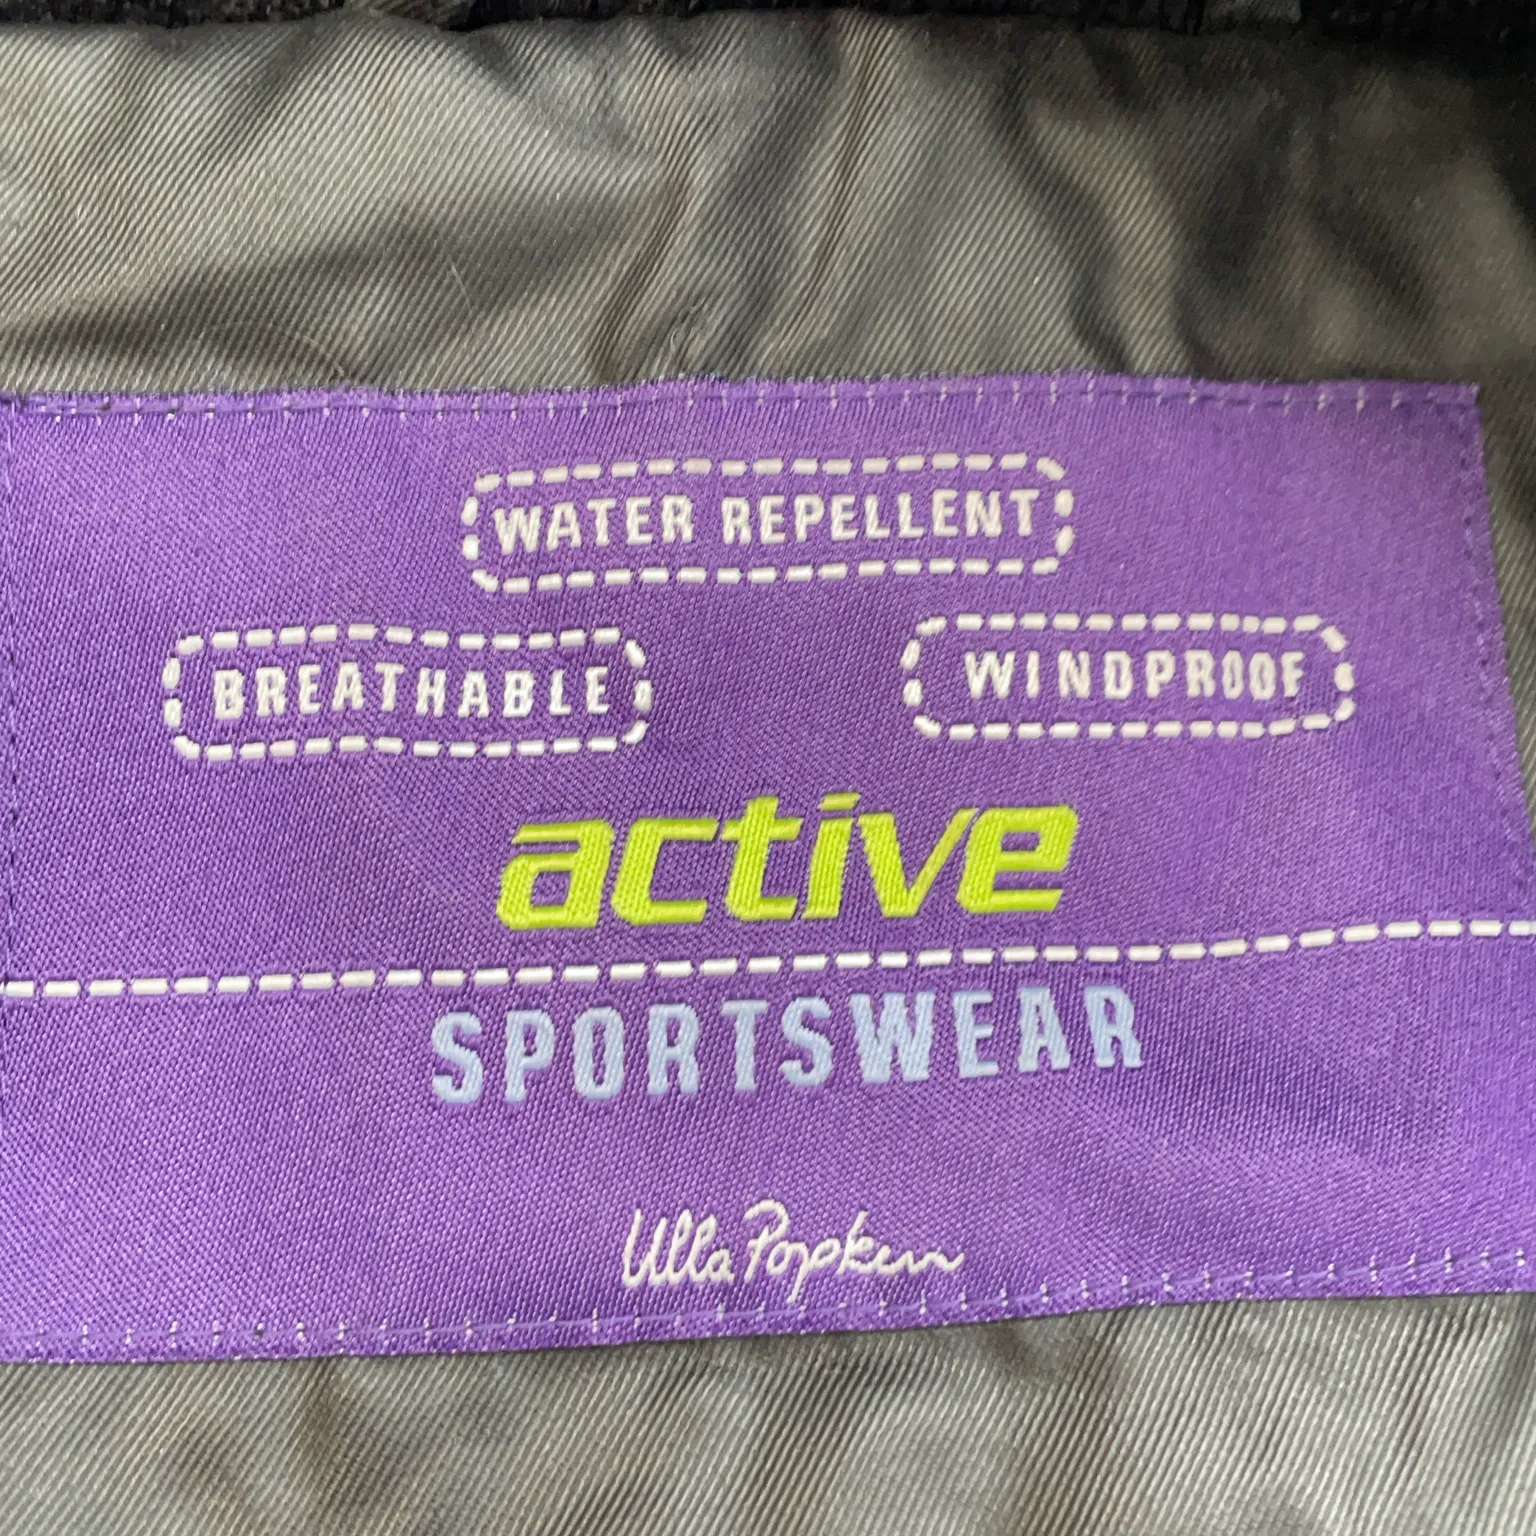 WATER REPELLENT
BREATHABLE
WINDPROOF
active
SPORTSWEAR
Ulla Popken